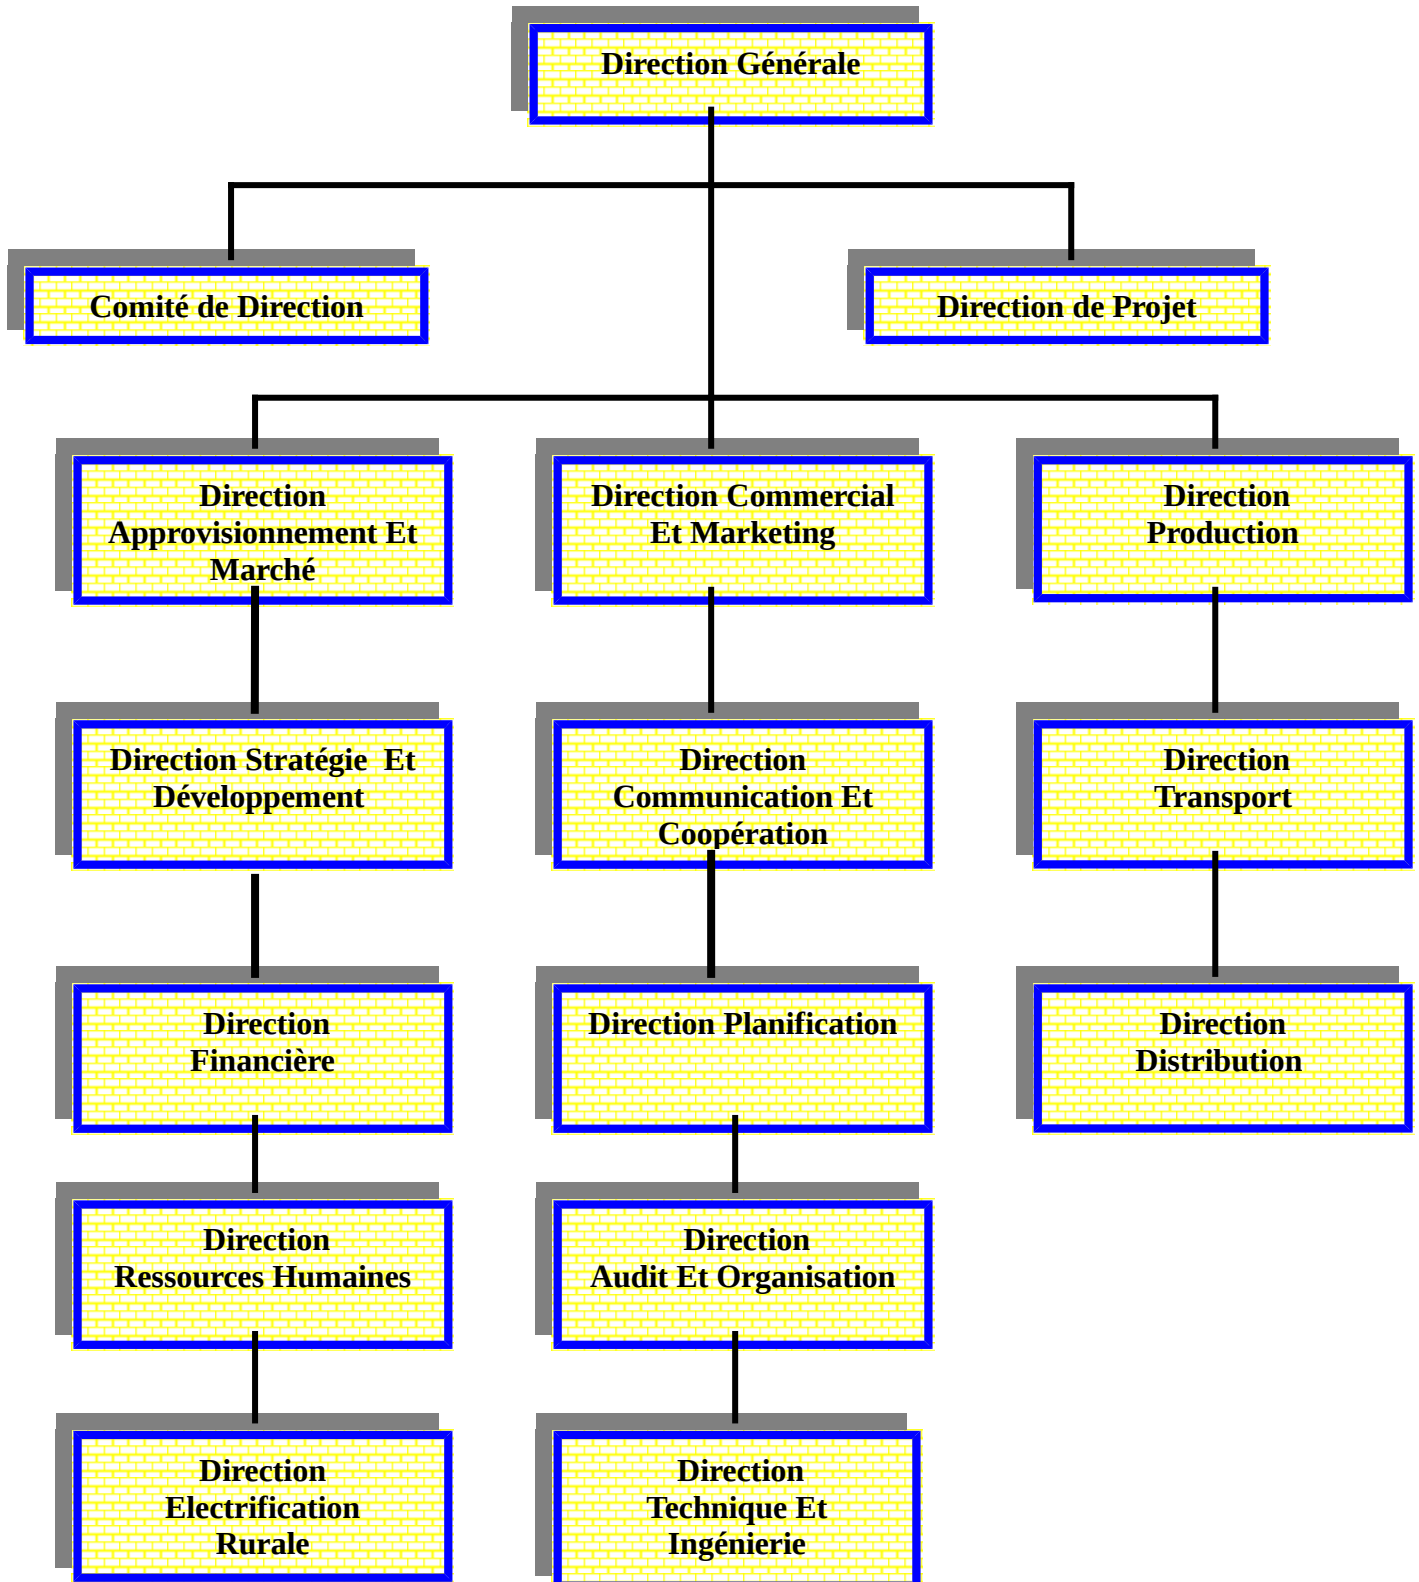 Direction Générale
Comité de Direction
Direction de Projet
Direction
Approvisionnement Et
Marché
Direction Commercial
Et Marketing
Direction
Production
Direction Stratégie  Et
Développement
Direction
Communication Et
Coopération
Direction
Transport
Direction
Financière
Direction Planification
Direction
Distribution
Direction
Ressources Humaines
Direction
Audit Et Organisation
Direction
Electrification
Rurale
Direction
Technique Et
Ingénierie